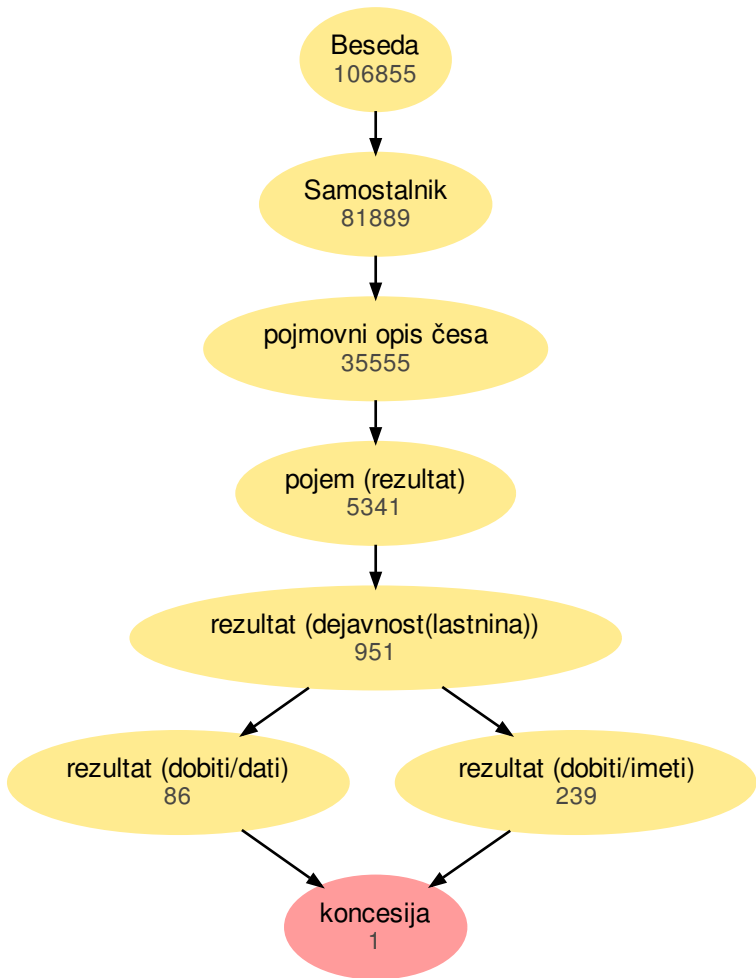 Beseda
106855
Samostalnik
81889
pojmovni opis česa
35555
pojem (rezultat)
5341
rezultat (dejavnost(lastnina))
951
rezultat (dobiti/dati)
86
rezultat (dobiti/imeti)
239
koncesija
1